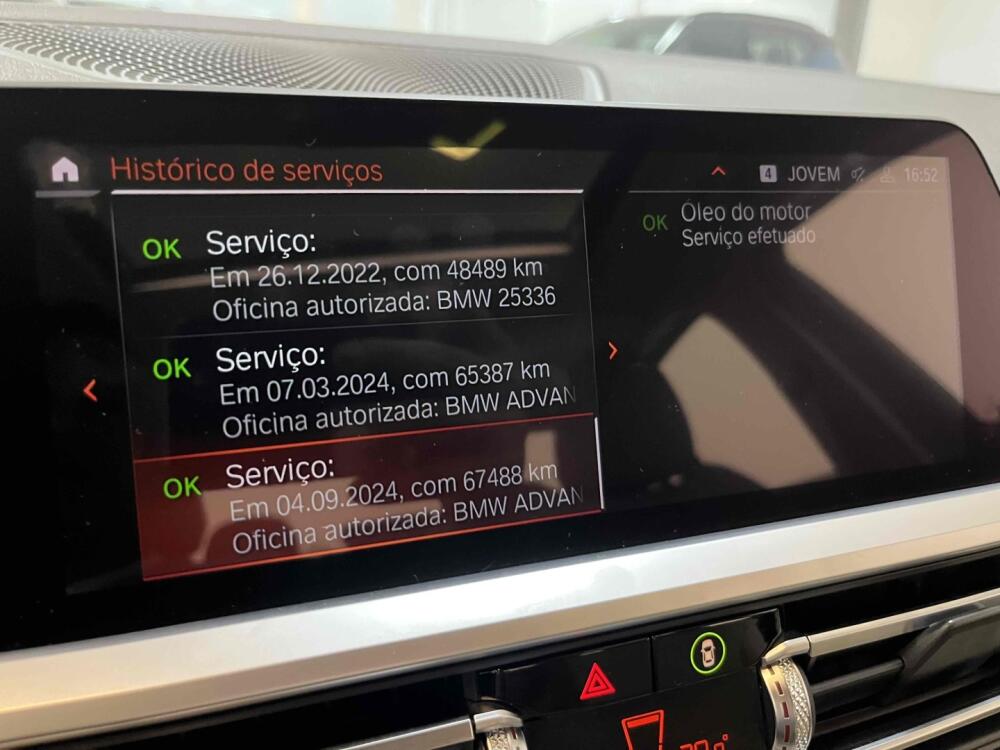 Histórico de serviços
4 JOVEM 16:52
OK Serviço:
Em 26.12.2022, com 48489 km
Oficina autorizada: BMW 25336
OK Serviço:
Em 07.03.2024, com 65387 km
Oficina autorizada: BMW ADVAN
OK Serviço:
Em 04.09.2024, com 67488 km
Oficina autorizada: BMW ADVAN
OK Óleo do motor
Serviço efetuado